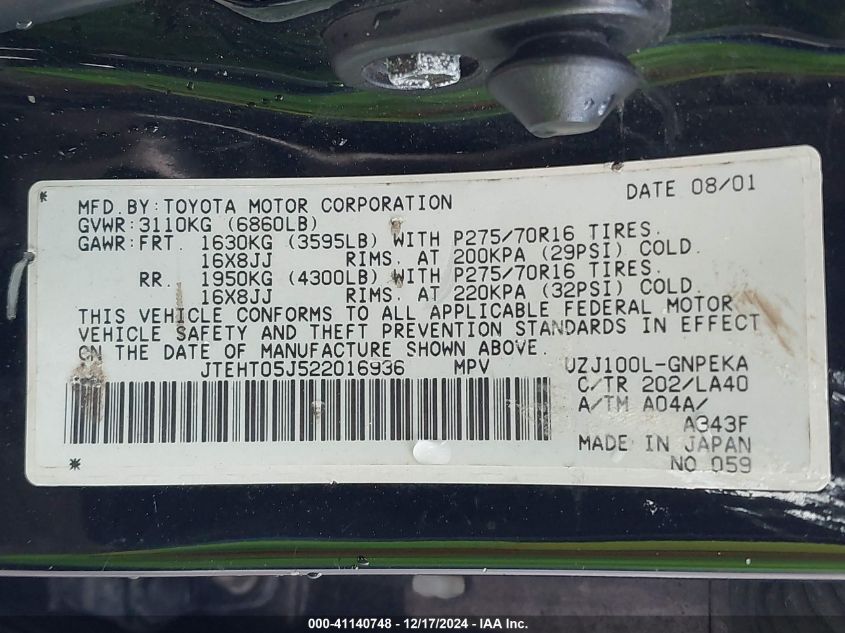 DATE 08/01
MFD.BY:TOYOTA MOTOR CORPORATION
GVWR:3110KG (6860LB)
GAWR:FRT. 1630KG (3595LB) WITH P275/70R16 TIRES.
16X8JJ RIMS. AT 200KPA (29PSI) COLD.
RR. 1950KG (4300LB) WITH P275/70R16 TIRES.
16X8JJ RIMS. AT 220KPA (32PSI) COLD.
THIS VEHICLE CONFORMS TO ALL APPLICABLE FEDERAL MOTOR
VEHICLE SAFETY AND THEFT PREVENTION STANDARDS IN EFFECT
ON THE DATE OF MANUFACTURE SHOWN ABOVE.
JTEHT05J522016936 MPV UZJ100L-GNPEKA
C/TR 202/LA40
A/TM A04A/
A343F
MADE IN JAPAN
NO 059
000-41140748 - 12/17/2024 - IAA Inc.